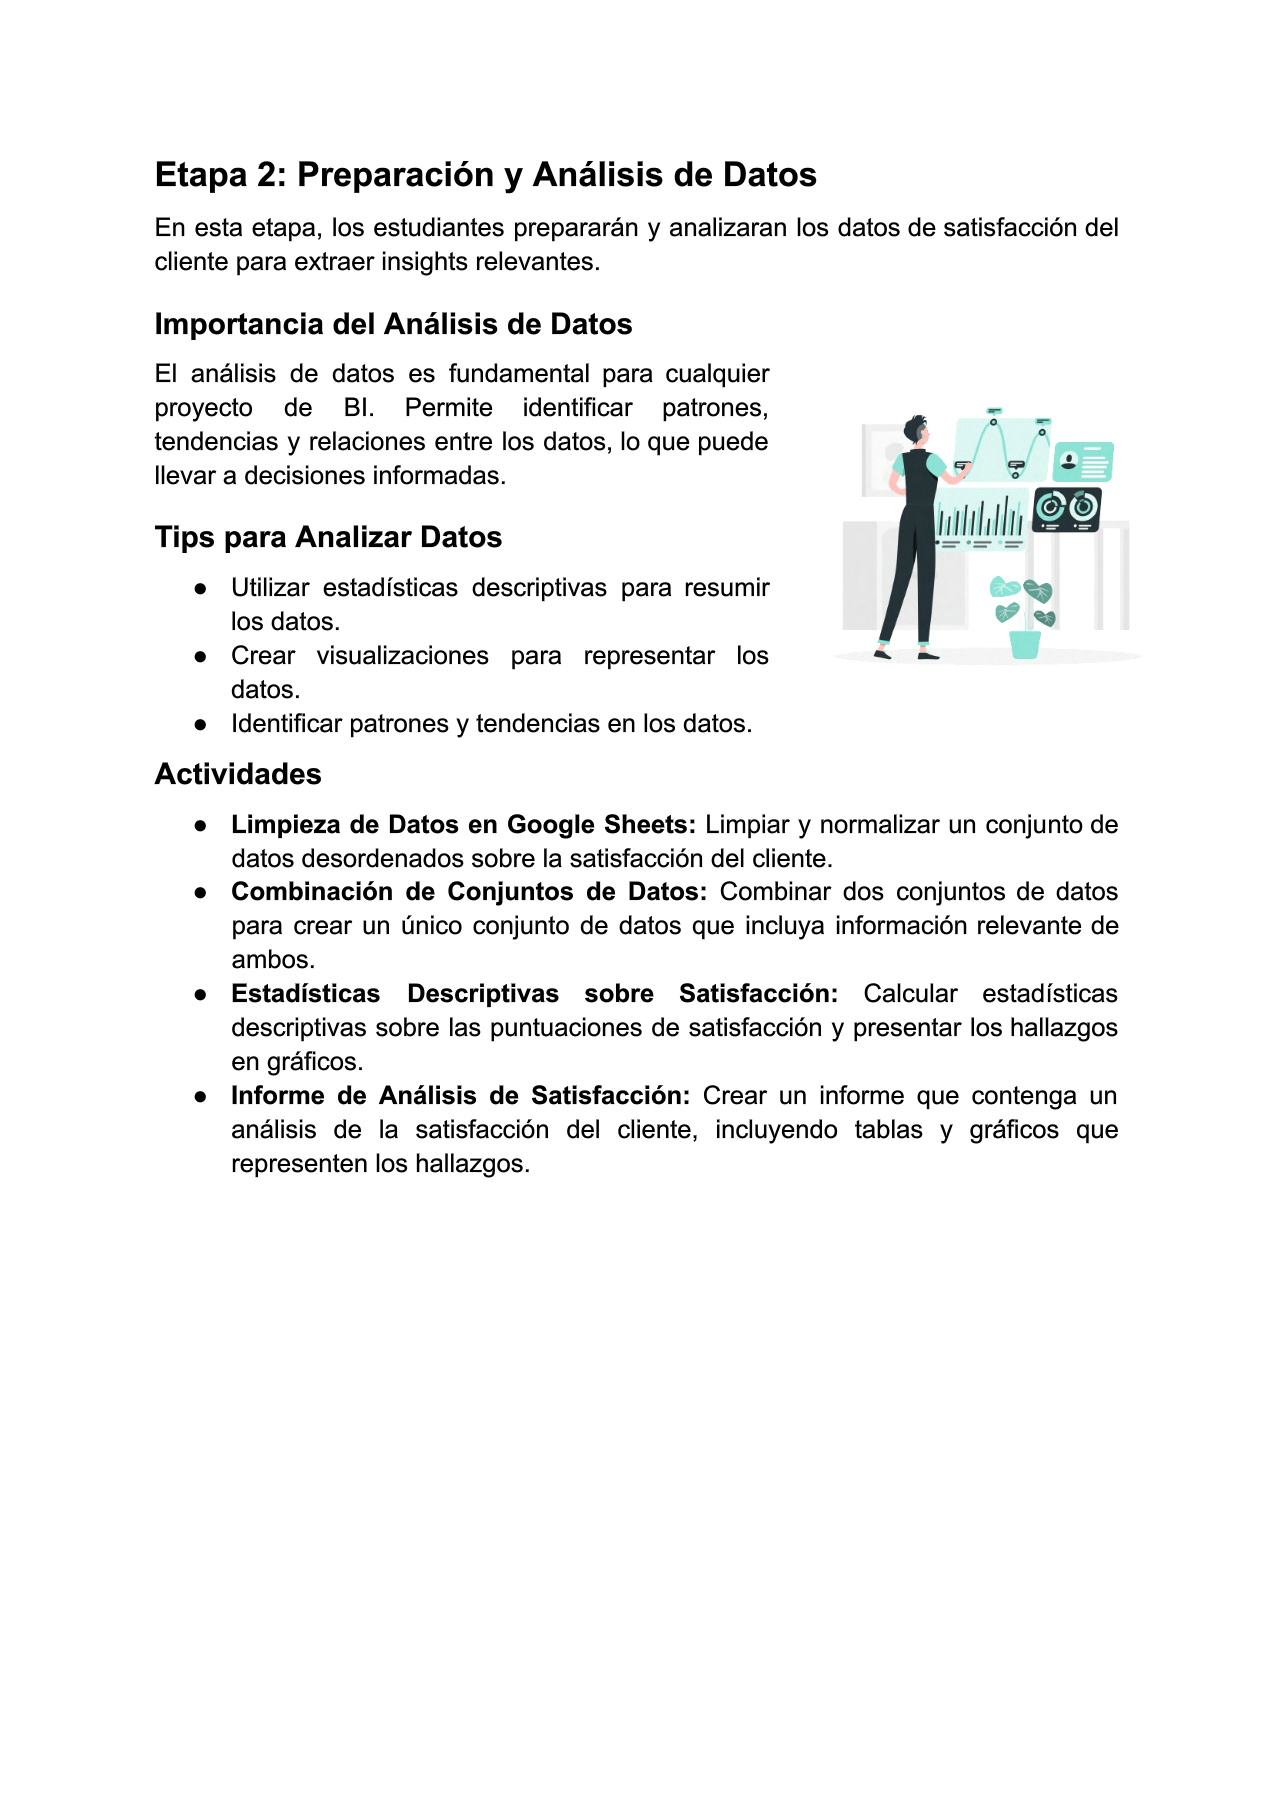 Etapa 2: Preparación y Análisis de Datos
En esta etapa, los estudiantes prepararán y analizaran los datos de satisfacción del
cliente para extraer insights relevantes.
Importancia del Análisis de Datos
El análisis de datos es fundamental para cualquier
proyecto de BI. Permite identificar patrones,
tendencias y relaciones entre los datos, lo que puede
llevar a decisiones informadas.
Tips para Analizar Datos
● Utilizar estadísticas descriptivas para resumir
los datos.
● Crear visualizaciones para representar los
datos.
● Identificar patrones y tendencias en los datos.
Actividades
● Limpieza de Datos en Google Sheets: Limpiar y normalizar un conjunto de
datos desordenados sobre la satisfacción del cliente.
● Combinación de Conjuntos de Datos: Combinar dos conjuntos de datos
para crear un único conjunto de datos que incluya información relevante de
ambos.
● Estadísticas Descriptivas sobre Satisfacción: Calcular estadísticas
descriptivas sobre las puntuaciones de satisfacción y presentar los hallazgos
en gráficos.
● Informe de Análisis de Satisfacción: Crear un informe que contenga un
análisis de la satisfacción del cliente, incluyendo tablas y gráficos que
representen los hallazgos.